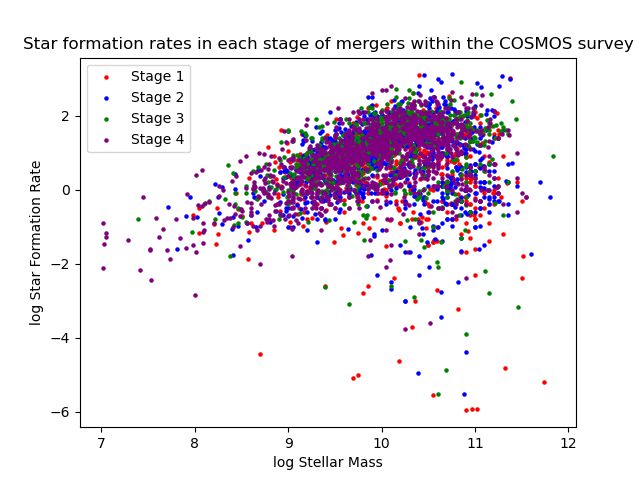 Star formation rates in each stage of mergers within the COSMOS survey
Stage 1
Stage 2
Stage 3
Stage 4
log Star Formation Rate
2
0
−2
−4
−6
7 8 9 10 11 12
log Stellar Mass